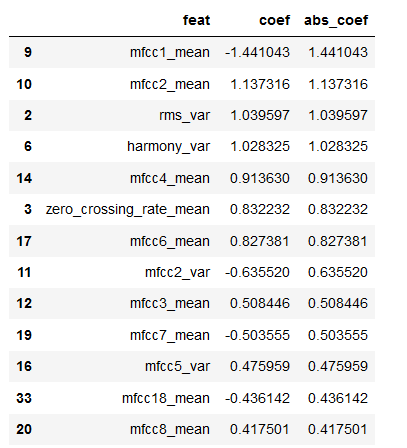 feat coef abs_coef
9 mfcc1_mean -1.441043 1.441043
10 mfcc2_mean 1.137316 1.137316
2 rms_var 1.039597 1.039597
6 harmony_var 1.028325 1.028325
14 mfcc4_mean 0.913630 0.913630
3 zero_crossing_rate_mean 0.832232 0.832232
17 mfcc6_mean 0.827381 0.827381
11 mfcc2_var -0.635520 0.635520
12 mfcc3_mean 0.508446 0.508446
19 mfcc7_mean -0.503555 0.503555
16 mfcc5_var 0.475959 0.475959
33 mfcc18_mean -0.436142 0.436142
20 mfcc8_mean 0.417501 0.417501